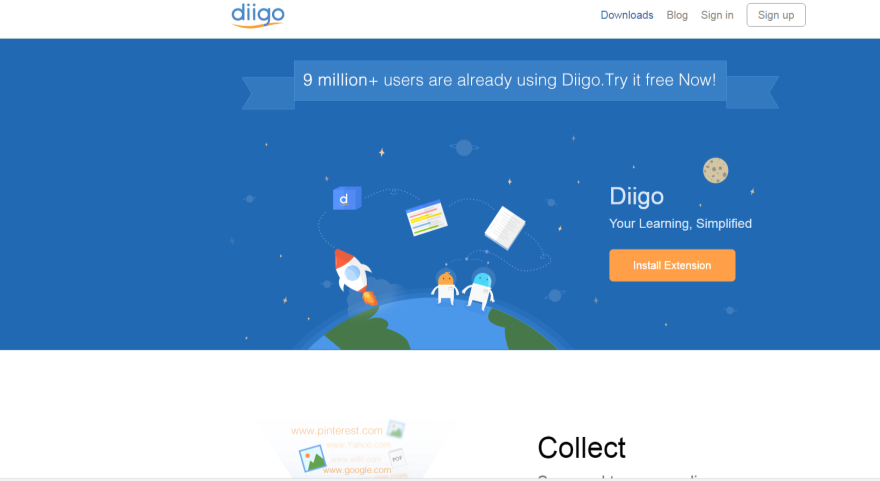 diigo
Downloads Blog Sign in Sign up
9 million+ users are already using Diigo.Try it free Now!
d
Diigo
Your Learning, Simplified
Install Extension
www.pinterest.com
www.Yahoo.com
PDF
www.wiki.com
www.google.com
Collect